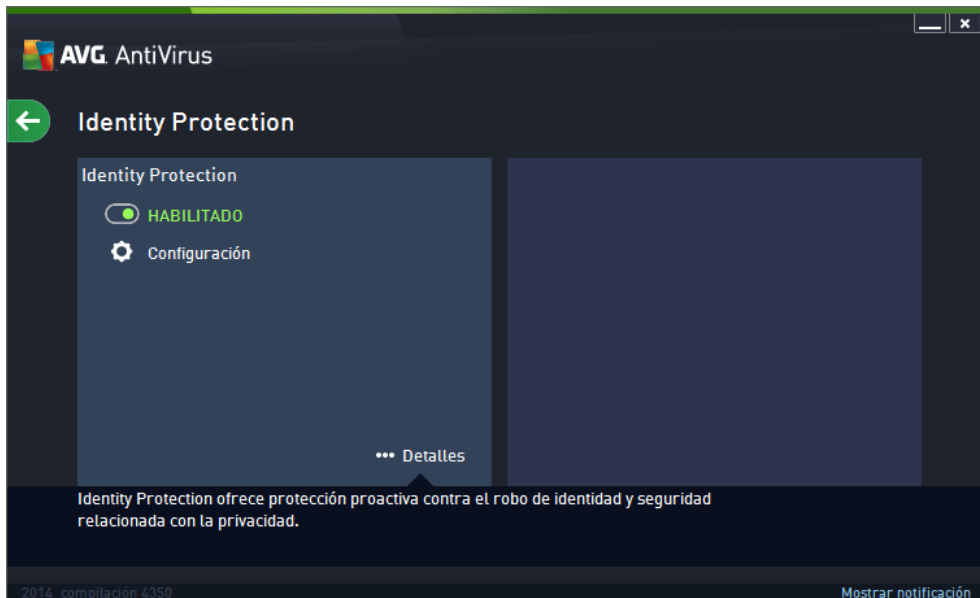 AVG. AntiVirus
Identity Protection
Identity Protection
HABILITADO
Configuración
••• Detalles
Identity Protection ofrece protección proactiva contra el robo de identidad y seguridad
relacionada con la privacidad.
2014 compilación 4350
Mostrar notificación